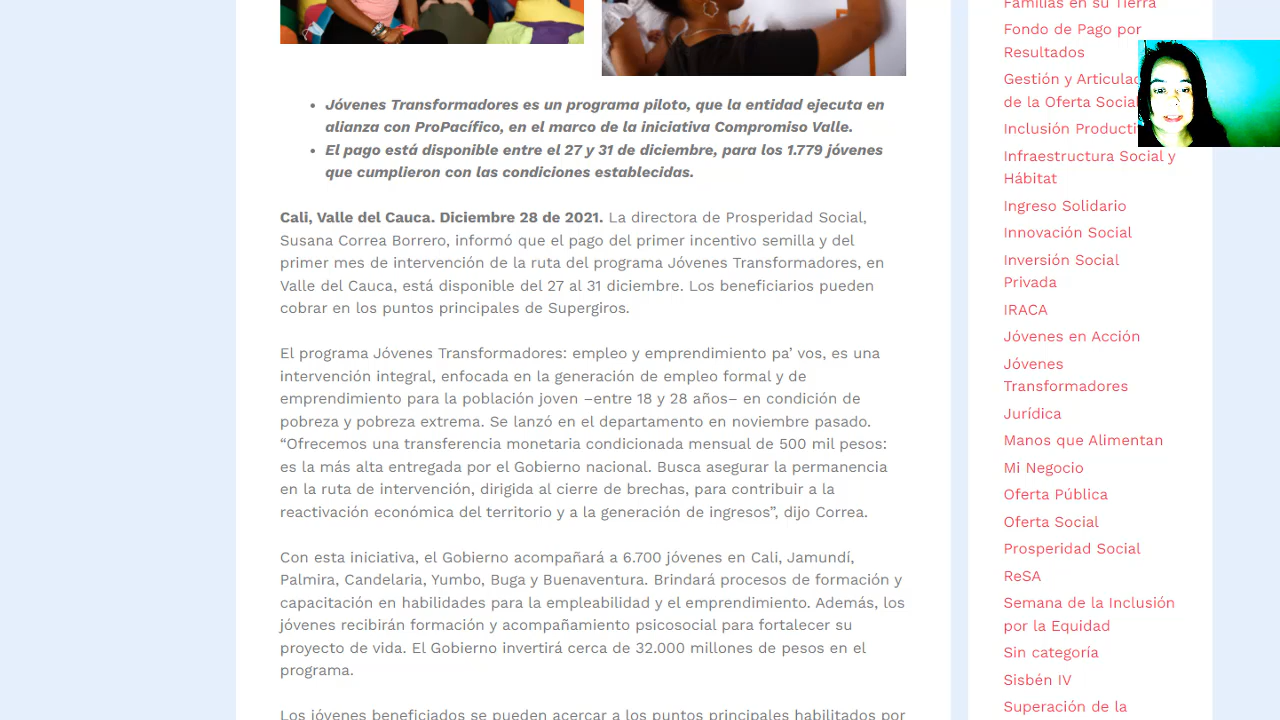 Jóvenes Transformadores es un programa piloto, que la entidad ejecuta en
alianza con ProPacífico, en el marco de la iniciativa Compromiso Valle.
El pago está disponible entre el 27 y 31 de diciembre, para los 1.779 jóvenes
que cumplieron con las condiciones establecidas.
Cali, Valle del Cauca. Diciembre 28 de 2021. La directora de Prosperidad Social,
Susana Correa Borrero, informó que el pago del primer incentivo semilla y del
primer mes de intervención de la ruta del programa Jóvenes Transformadores, en
Valle del Cauca, está disponible del 27 al 31 diciembre. Los beneficiarios pueden
cobrar en los puntos principales de Supergiros.
El programa Jóvenes Transformadores: empleo y emprendimiento pa’ vos, es una
intervención integral, enfocada en la generación de empleo formal y de
emprendimiento para la población joven –entre 18 y 28 años– en condición de
pobreza y pobreza extrema. Se lanzó en el departamento en noviembre pasado.
“Ofrecemos una transferencia monetaria condicionada mensual de 500 mil pesos:
es la más alta entregada por el Gobierno nacional. Busca asegurar la permanencia
en la ruta de intervención, dirigida al cierre de brechas, para contribuir a la
reactivación económica del territorio y a la generación de ingresos”, dijo Correa.
Con esta iniciativa, el Gobierno acompañará a 6.700 jóvenes en Cali, Jamundí,
Palmira, Candelaria, Yumbo, Buga y Buenaventura. Brindará procesos de formación y
capacitación en habilidades para la empleabilidad y el emprendimiento. Además, los
jóvenes recibirán formación y acompañamiento psicosocial para fortalecer su
proyecto de vida. El Gobierno invertirá cerca de 32.000 millones de pesos en el
programa.
Los jóvenes beneficiados se pueden acercar a los puntos principales habilitados por
Familias en su Tierra
Fondo de Pago por
Resultados
Gestión y
de la Oferta Social
Inclusión
Infraestructura Social y
Hábitat
Ingreso Solidario
Innovación Social
Inversión Social
Privada
IRACA
Jóvenes en Acción
Jóvenes
Transformadores
Jurídica
Manos que Alimentan
Mi Negocio
Oferta Pública
Oferta Social
Prosperidad Social
ReSA
Semana de la Inclusión
por la Equidad
Sin categoría
Sisbén IV
Superación de la